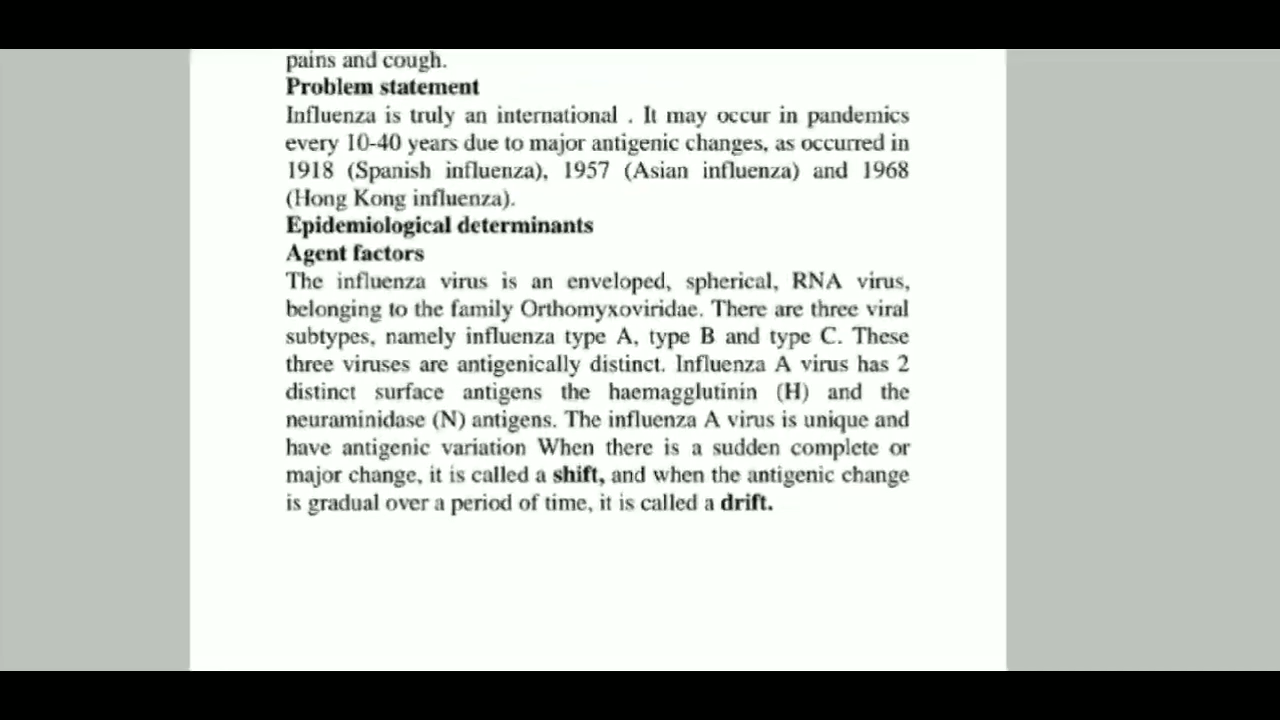 pains and cough.
Problem statement
Influenza is truly an international . It may occur in pandemics
every 10-40 years due to major antigenic changes, as occurred in
1918 (Spanish influenza), 1957 (Asian influenza) and 1968
(Hong Kong influenza).
Epidemiological determinants
Agent factors
The influenza virus is an enveloped, spherical, RNA virus,
belonging to the family Orthomyxoviridae. There are three viral
subtypes, namely influenza type A, type B and type C. These
three viruses are antigenically distinct. Influenza A virus has 2
distinct surface antigens the haemagglutinin (H) and the
neuraminidase (N) antigens. The influenza A virus is unique and
have antigenic variation When there is a sudden complete or
major change, it is called a shift, and when the antigenic change
is gradual over a period of time, it is called a drift.